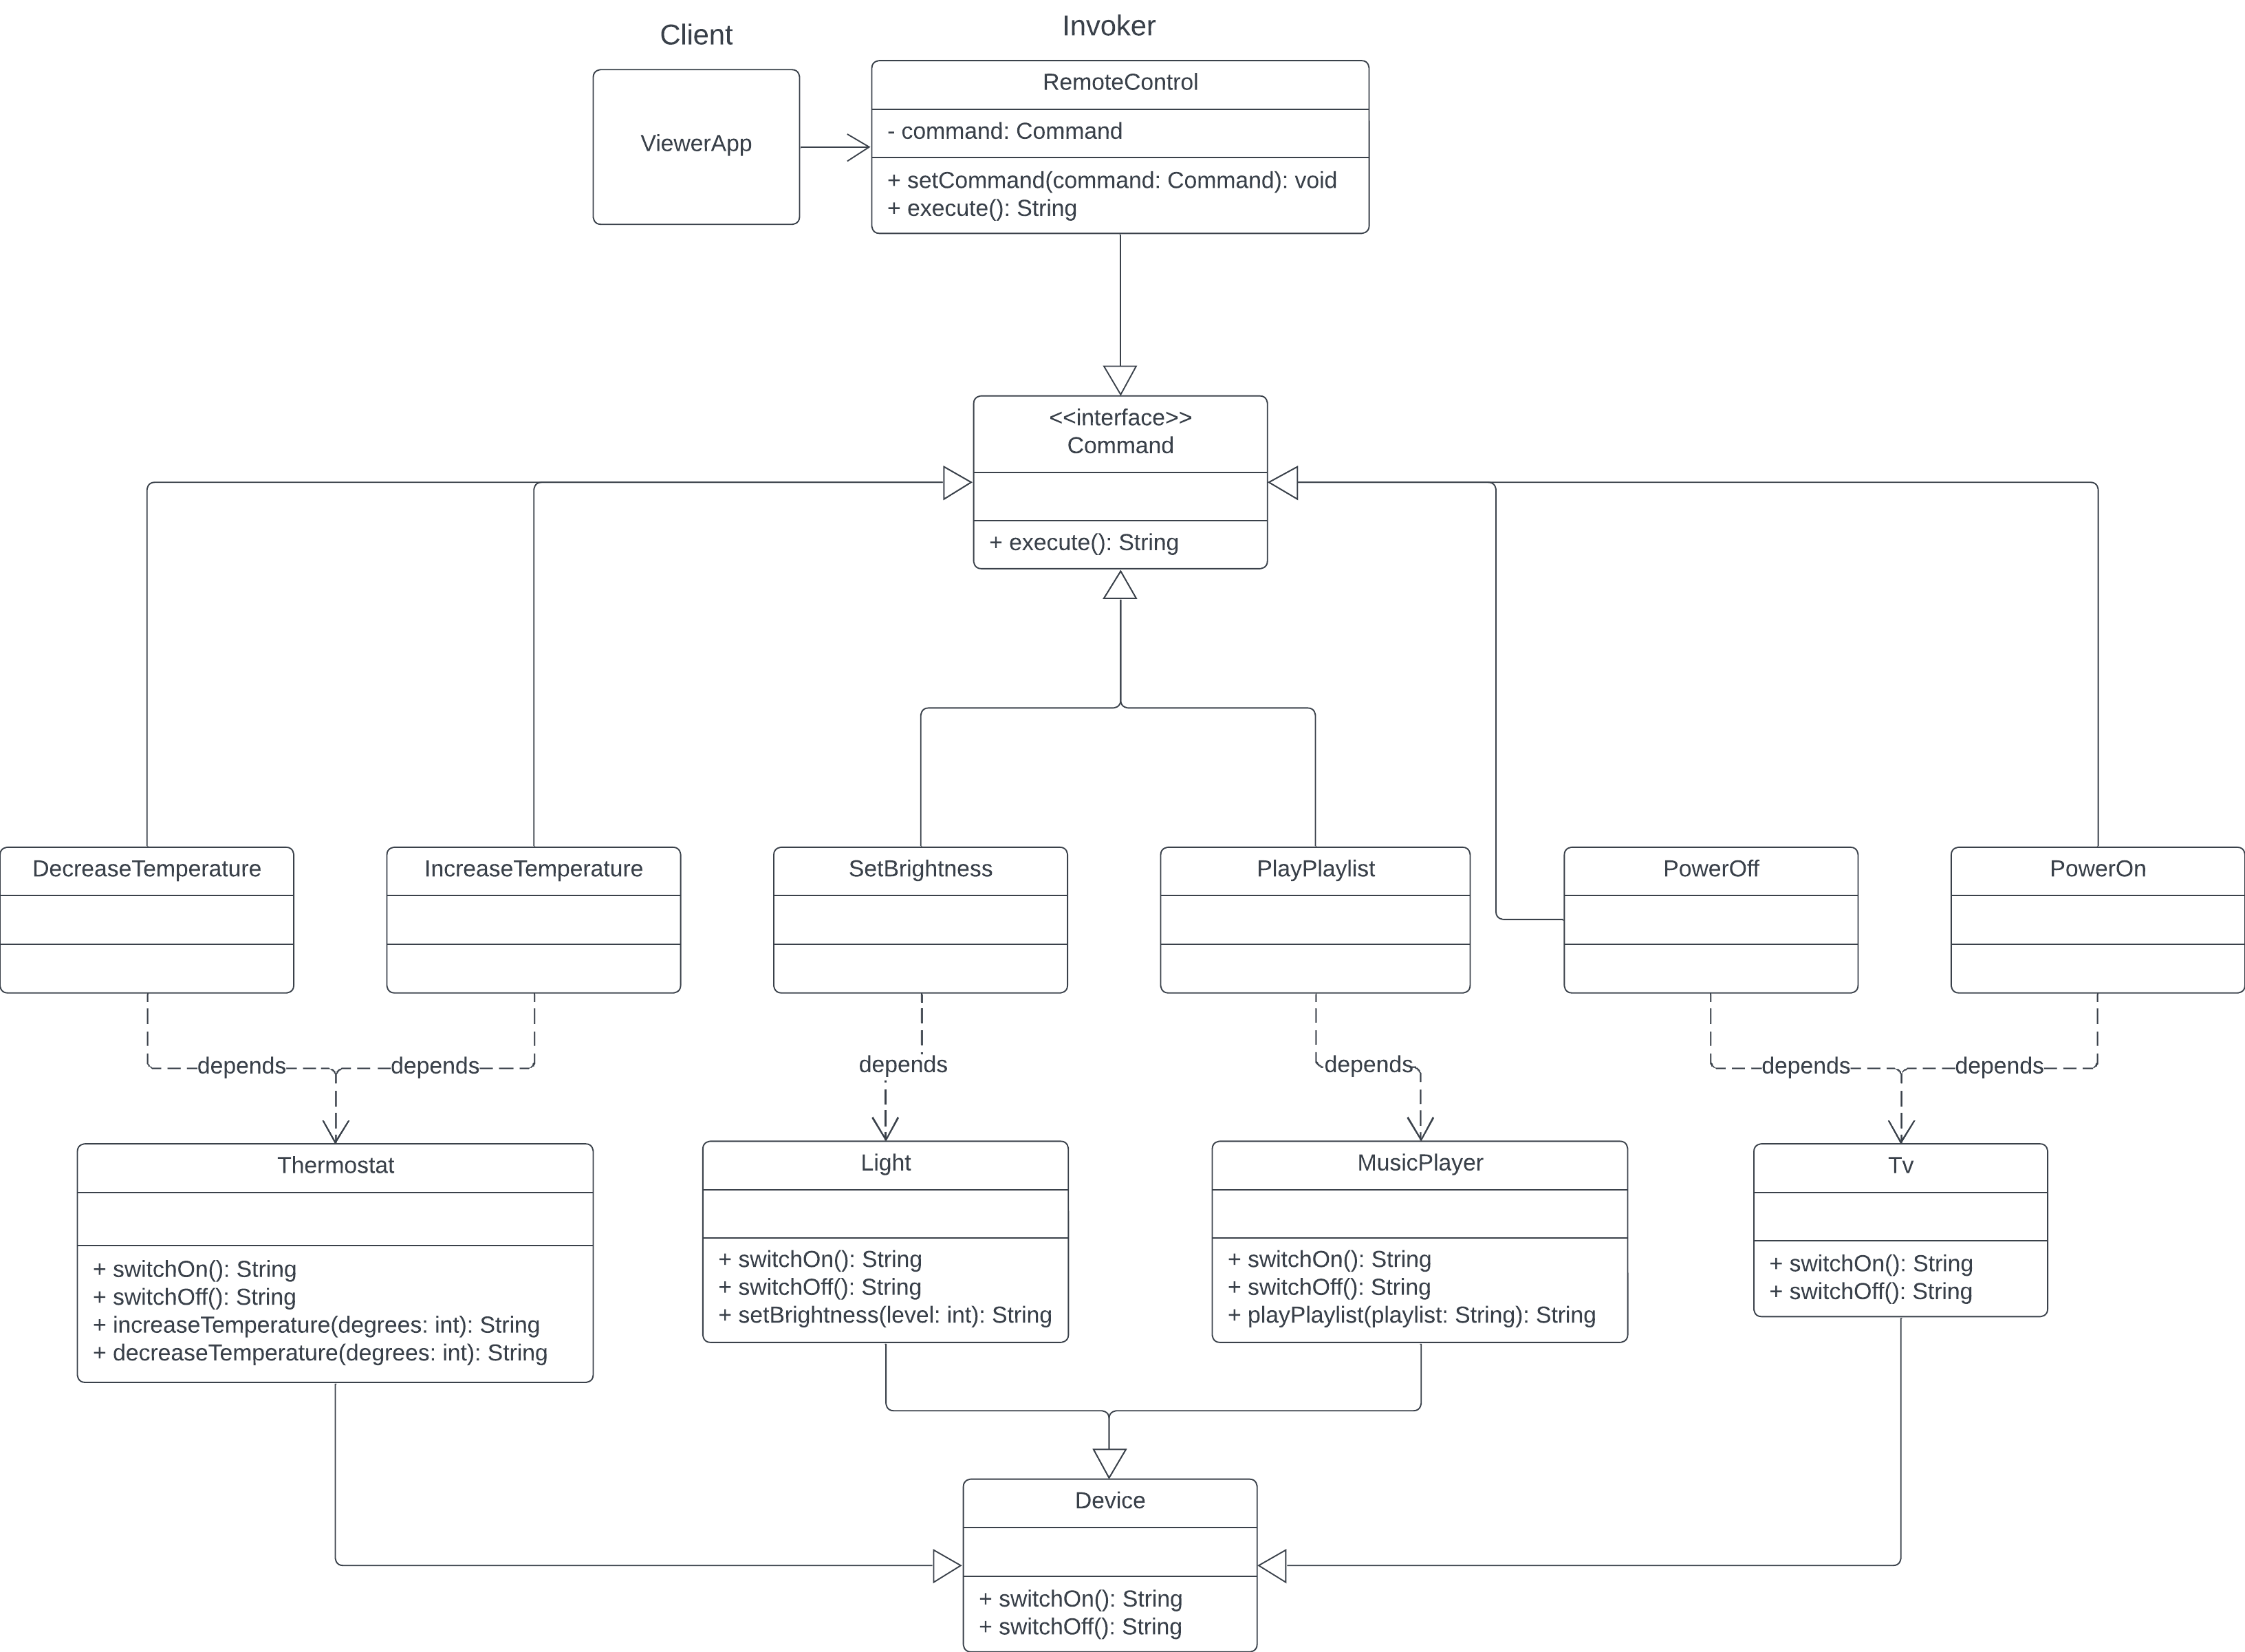 Client
Invoker
ViewerApp
RemoteControl
- command: Command
+ setCommand(command: Command): void
+ execute(): String
<<interface>>
Command
+ execute(): String
DecreaseTemperature
IncreaseTemperature
SetBrightness
PlayPlaylist
PowerOff
PowerOn
depends
depends
depends
depends
depends
depends
Thermostat
+ switchOn(): String
+ switchOff(): String
+ increaseTemperature(degrees: int): String
+ decreaseTemperature(degrees: int): String
Light
+ switchOn(): String
+ switchOff(): String
+ setBrightness(level: int): String
MusicPlayer
+ switchOn(): String
+ switchOff(): String
+ playPlaylist(playlist: String): String
Tv
+ switchOn(): String
+ switchOff(): String
Device
+ switchOn(): String
+ switchOff(): String